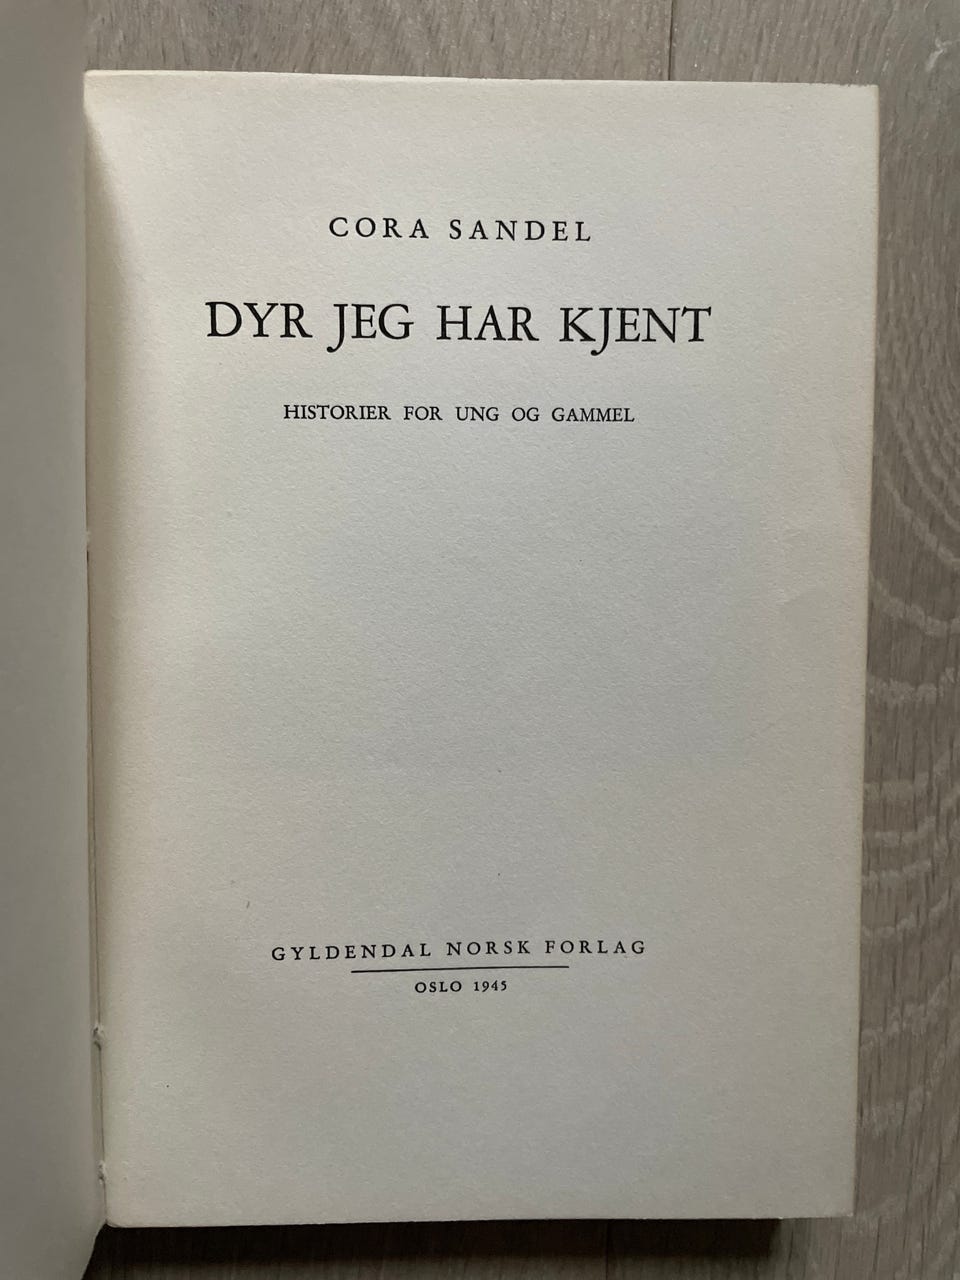 CORA SANDEL
DYR JEG HAR KJENT
HISTORIER FOR UNG OG GAMMEL
GYLDENDAL NORSK FORLAG
OSLO 1945